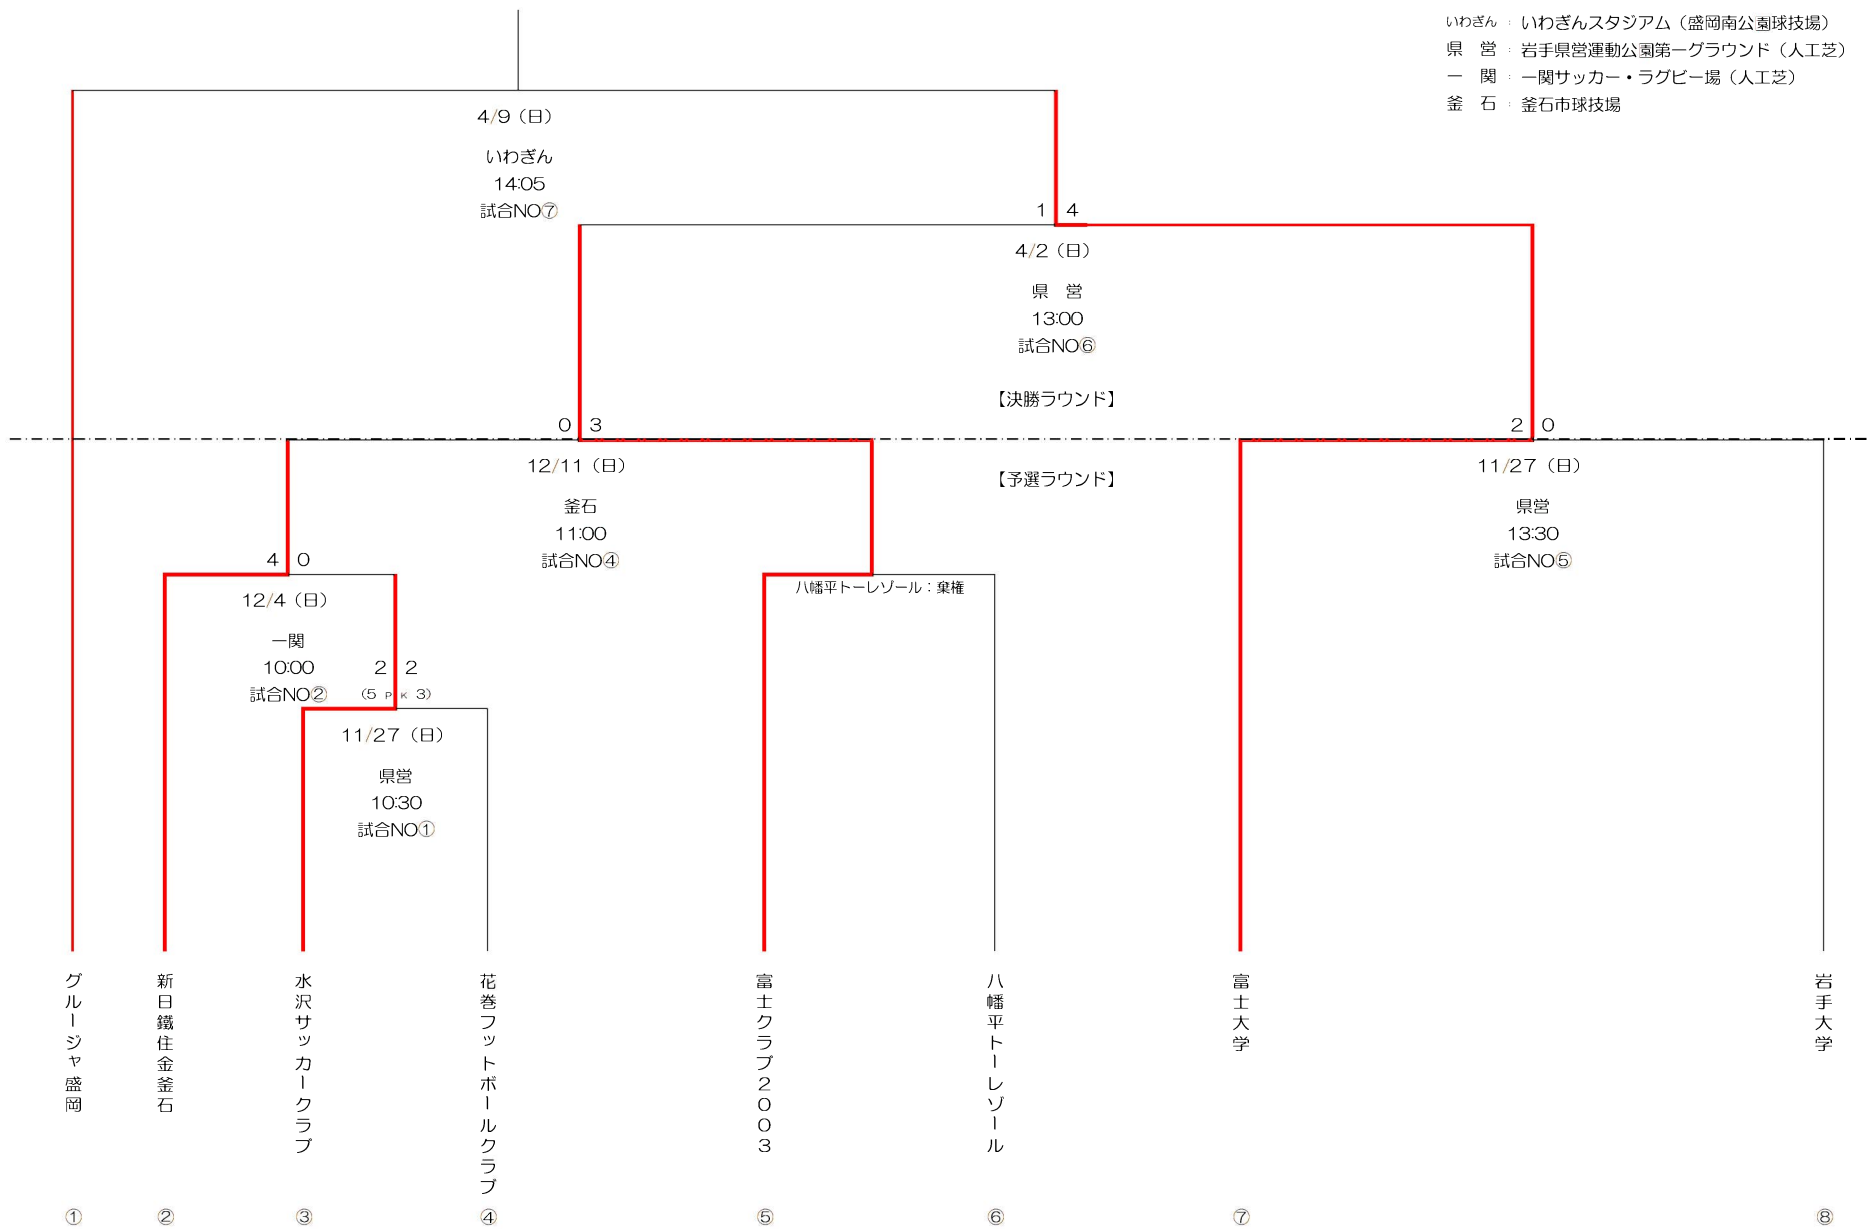 いわぎん : いわぎんスタジアム（盛岡南公園球技場）
県　営 : 岩手県営運動公園第一グラウンド（人工芝）
一　関 : 一関サッカー・ラグビー場（人工芝）
釜　石 : 釜石市球技場
4/9（日）
いわぎん
14:05
試合NO⑦
1 4
4/2（日）
県　営
13:00
試合NO⑥
【決勝ラウンド】
0 3
2 0
12/11（日）
釜石
11:00
試合NO④
【予選ラウンド】
11/27（日）
県営
13:30
試合NO⑤
4 0
12/4（日）
一関
10:00
試合NO②
八幡平トーレゾール：棄権
2 2
（5 PK 3）
11/27（日）
県営
10:30
試合NO①
グルージャ盛岡
新日鐵住金釜石
水沢サッカークラブ
花巻フットボールクラブ
富士クラブ2003
八幡平トーレゾール
富士大学
岩手大学
① ② ③ ④ ⑤ ⑥ ⑦ ⑧